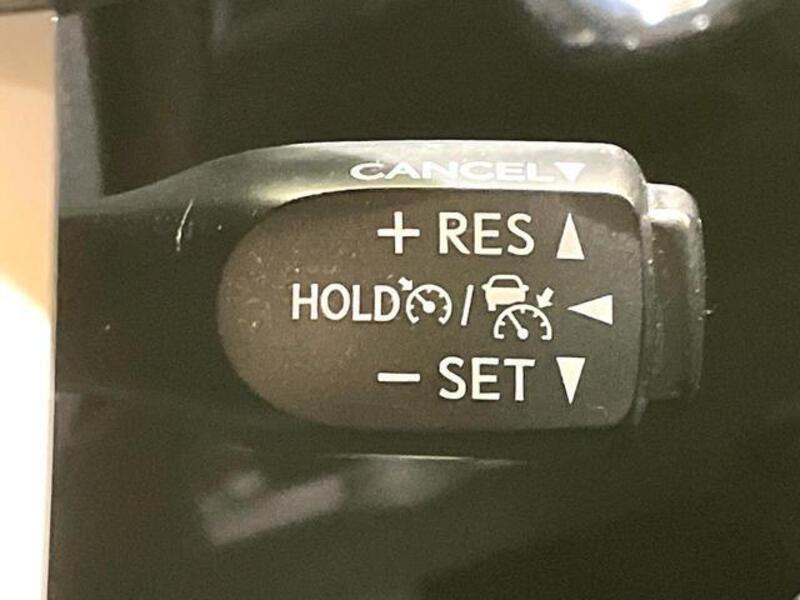 CANCEL▼
+ RES ▲
HOLD / ◀
− SET ▼